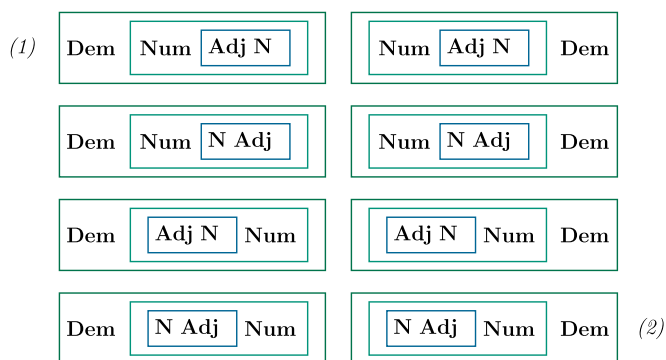 (1) Dem Num Adj N Num Adj N Dem
Dem Num N Adj Num N Adj Dem
Dem Adj N Num Adj N Num Dem
Dem N Adj Num N Adj Num Dem (2)